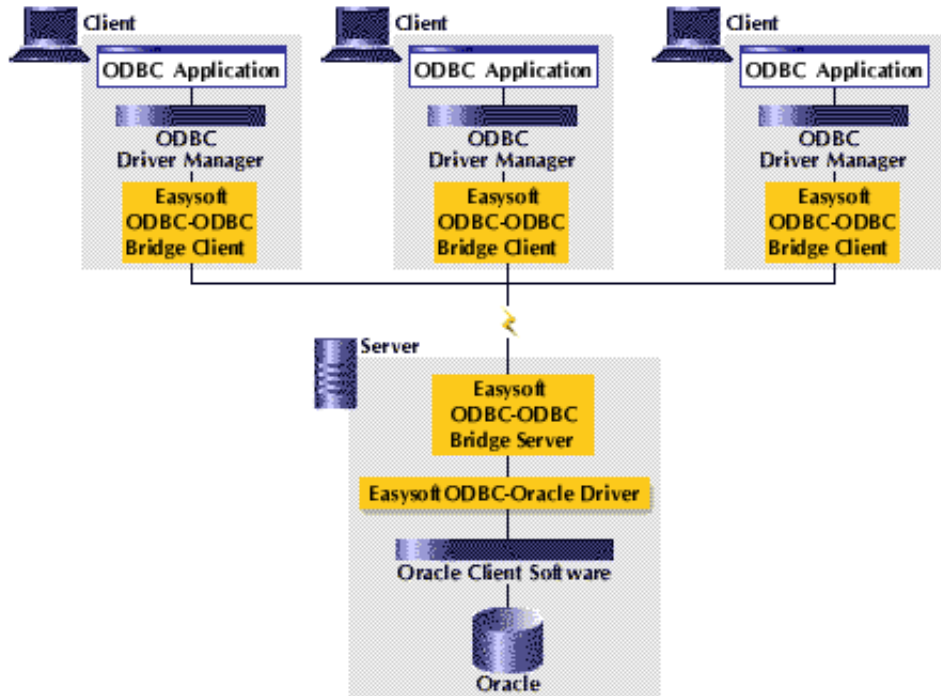 Client
Client
Client
ODBC Application
ODBC Application
ODBC Application
ODBC
Driver Manager
ODBC
Driver Manager
ODBC
Driver Manager
Easysoft
ODBC-ODBC
Bridge Client
Easysoft
ODBC-ODBC
Bridge Client
Easysoft
ODBC-ODBC
Bridge Client
Server
Easysoft
ODBC-ODBC
Bridge Server
Easysoft ODBC-Oracle Driver
Oracle Client Software
Oracle